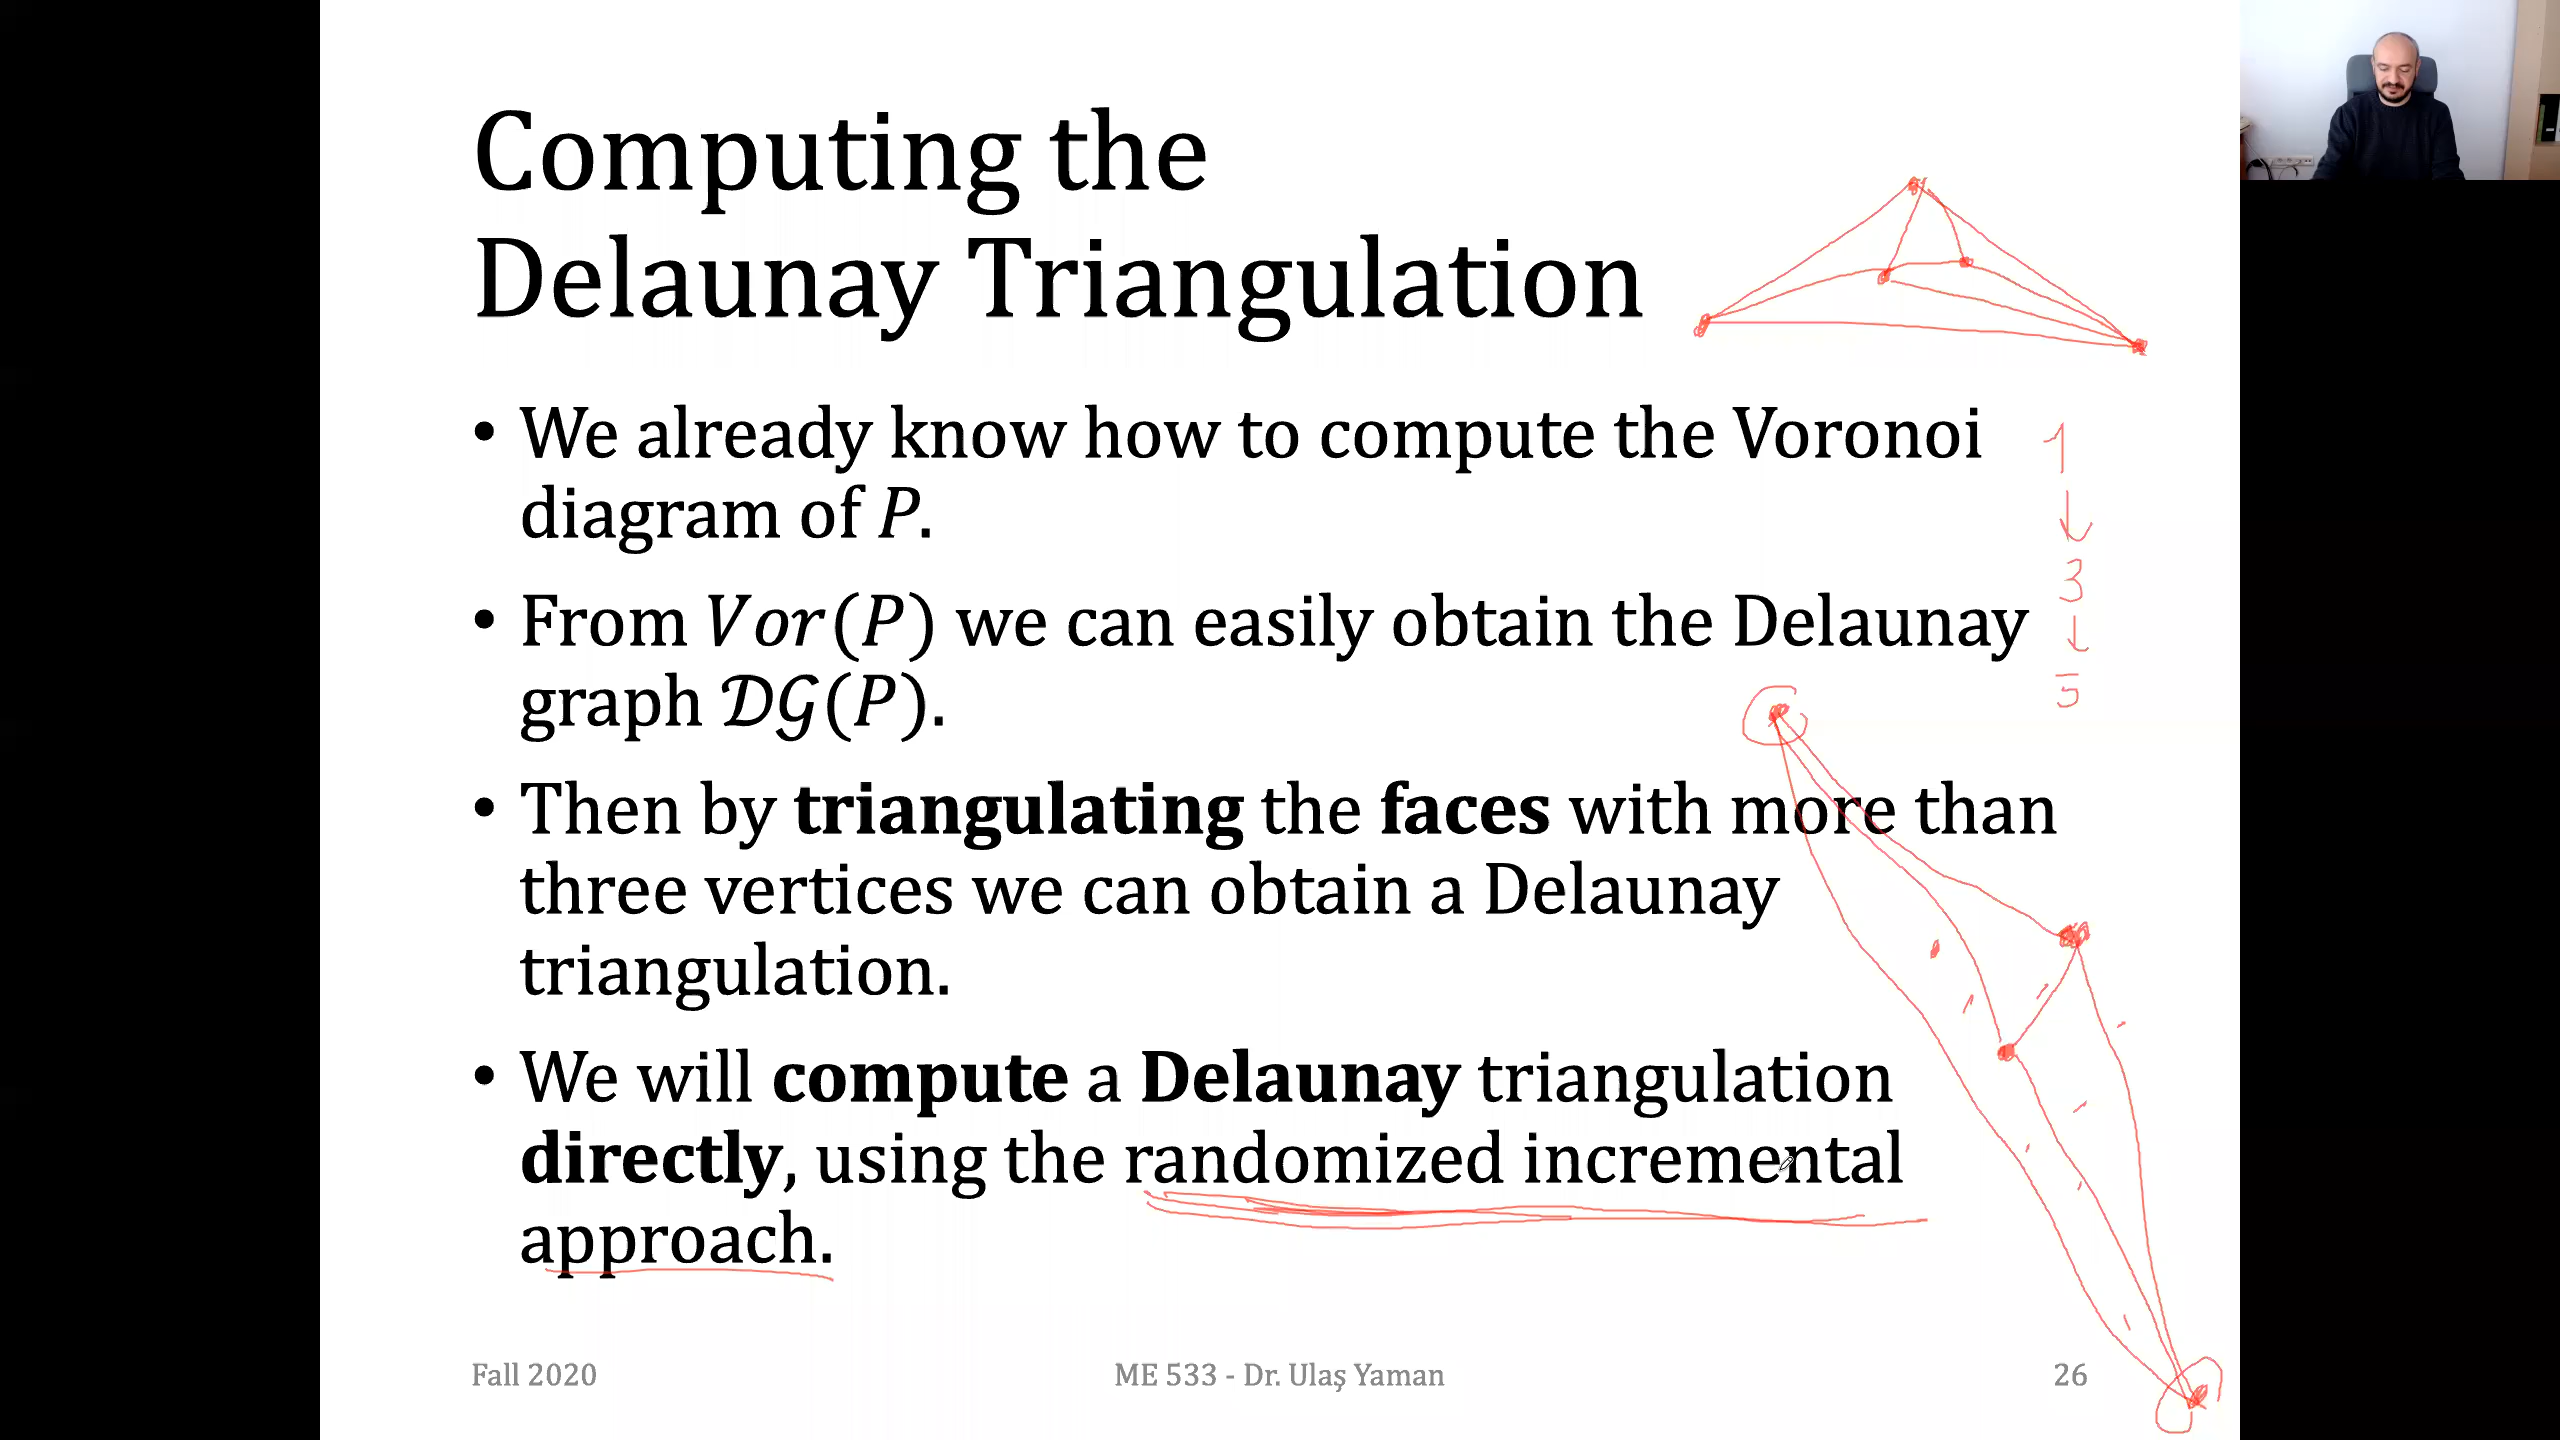 Computing the
Delaunay Triangulation
• We already know how to compute the Voronoi
diagram of P.
• From Vor(P) we can easily obtain the Delaunay
graph 𝒟𝒢(P).
• Then by triangulating the faces with more than
three vertices we can obtain a Delaunay
triangulation.
• We will compute a Delaunay triangulation
directly, using the randomized incremental
approach.
1
↓
3
↓
5
Fall 2020
ME 533 - Dr. Ulaş Yaman
26